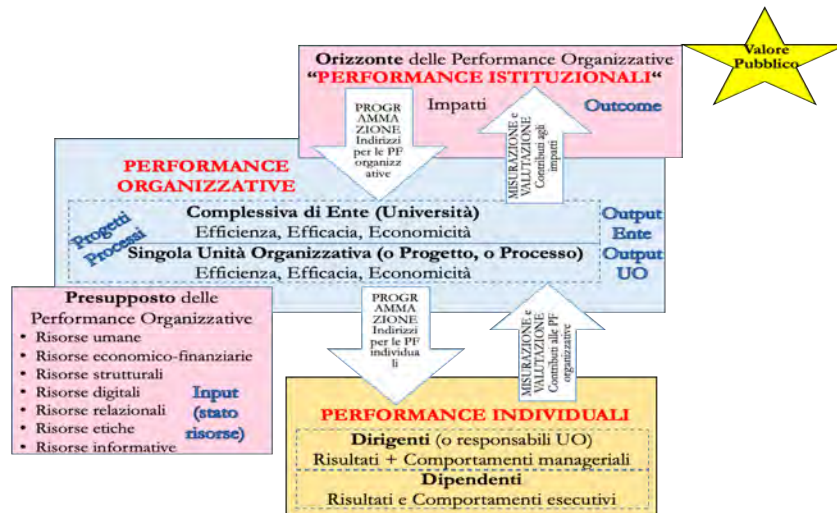 Valore
Pubblico
Orizzonte delle Performance Organizzative
“PERFORMANCE ISTITUZIONALI“
Impatti
Outcome
PROGR
AMMA
ZIONE
Indirizzi
per le PF
organizz
ative
MISURAZIONE e
VALUTAZIONE
Contributi agli
impatti
PERFORMANCE
ORGANIZZATIVE
Progetti
Processi
Complessiva di Ente (Università)
Efficienza, Efficacia, Economicità
Output
Ente
Singola Unità Organizzativa (o Progetto, o Processo)
Efficienza, Efficacia, Economicità
Output
UO
Presupposto delle
Performance Organizzative
• Risorse umane
• Risorse economico-finanziarie
• Risorse strutturali
• Risorse digitali
• Risorse relazionali
• Risorse etiche
• Risorse informative
Input
(stato
risorse)
PROGR
AMMA
ZIONE
Indirizzi
per le PF
individua
li
MISURAZIONE e
VALUTAZIONE
Contributi alle PF
organizzative
PERFORMANCE INDIVIDUALI
Dirigenti (o responsabili UO)
Risultati + Comportamenti manageriali
Dipendenti
Risultati e Comportamenti esecutivi